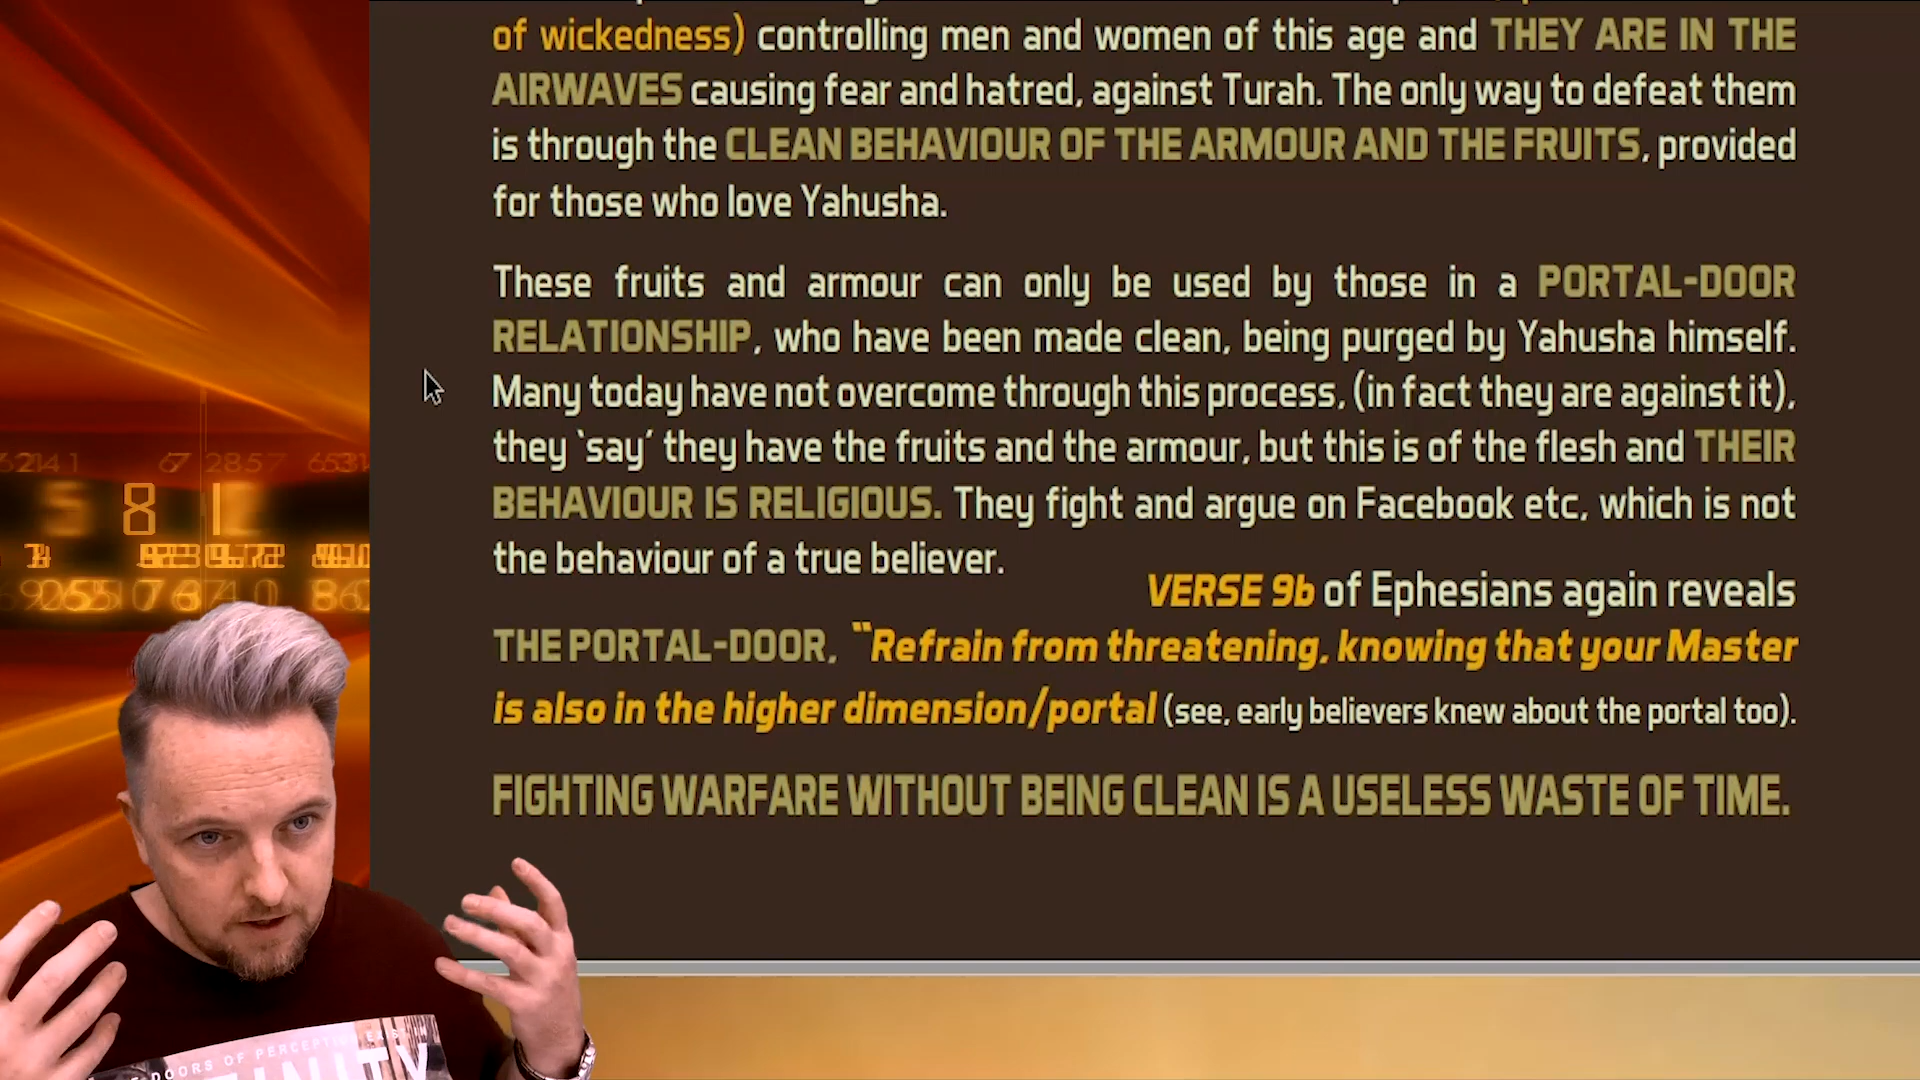 of wickedness) controlling men and women of this age and THEY ARE IN THE
AIRWAVES causing fear and hatred, against Turah. The only way to defeat them
is through the CLEAN BEHAVIOUR OF THE ARMOUR AND THE FRUITS, provided
for those who love Yahusha.
These fruits and armour can only be used by those in a PORTAL-DOOR
RELATIONSHIP, who have been made clean, being purged by Yahusha himself.
Many today have not overcome through this process, (in fact they are against it),
they `say´ they have the fruits and the armour, but this is of the flesh and THEIR
BEHAVIOUR IS RELIGIOUS. They fight and argue on Facebook etc, which is not
the behaviour of a true believer.
VERSE 9b of Ephesians again reveals
THE PORTAL-DOOR, “Refrain from threatening, knowing that your Master
is also in the higher dimension/portal (see, early believers knew about the portal too).
FIGHTING WARFARE WITHOUT BEING CLEAN IS A USELESS WASTE OF TIME.
DOORS OF PERCEPTION